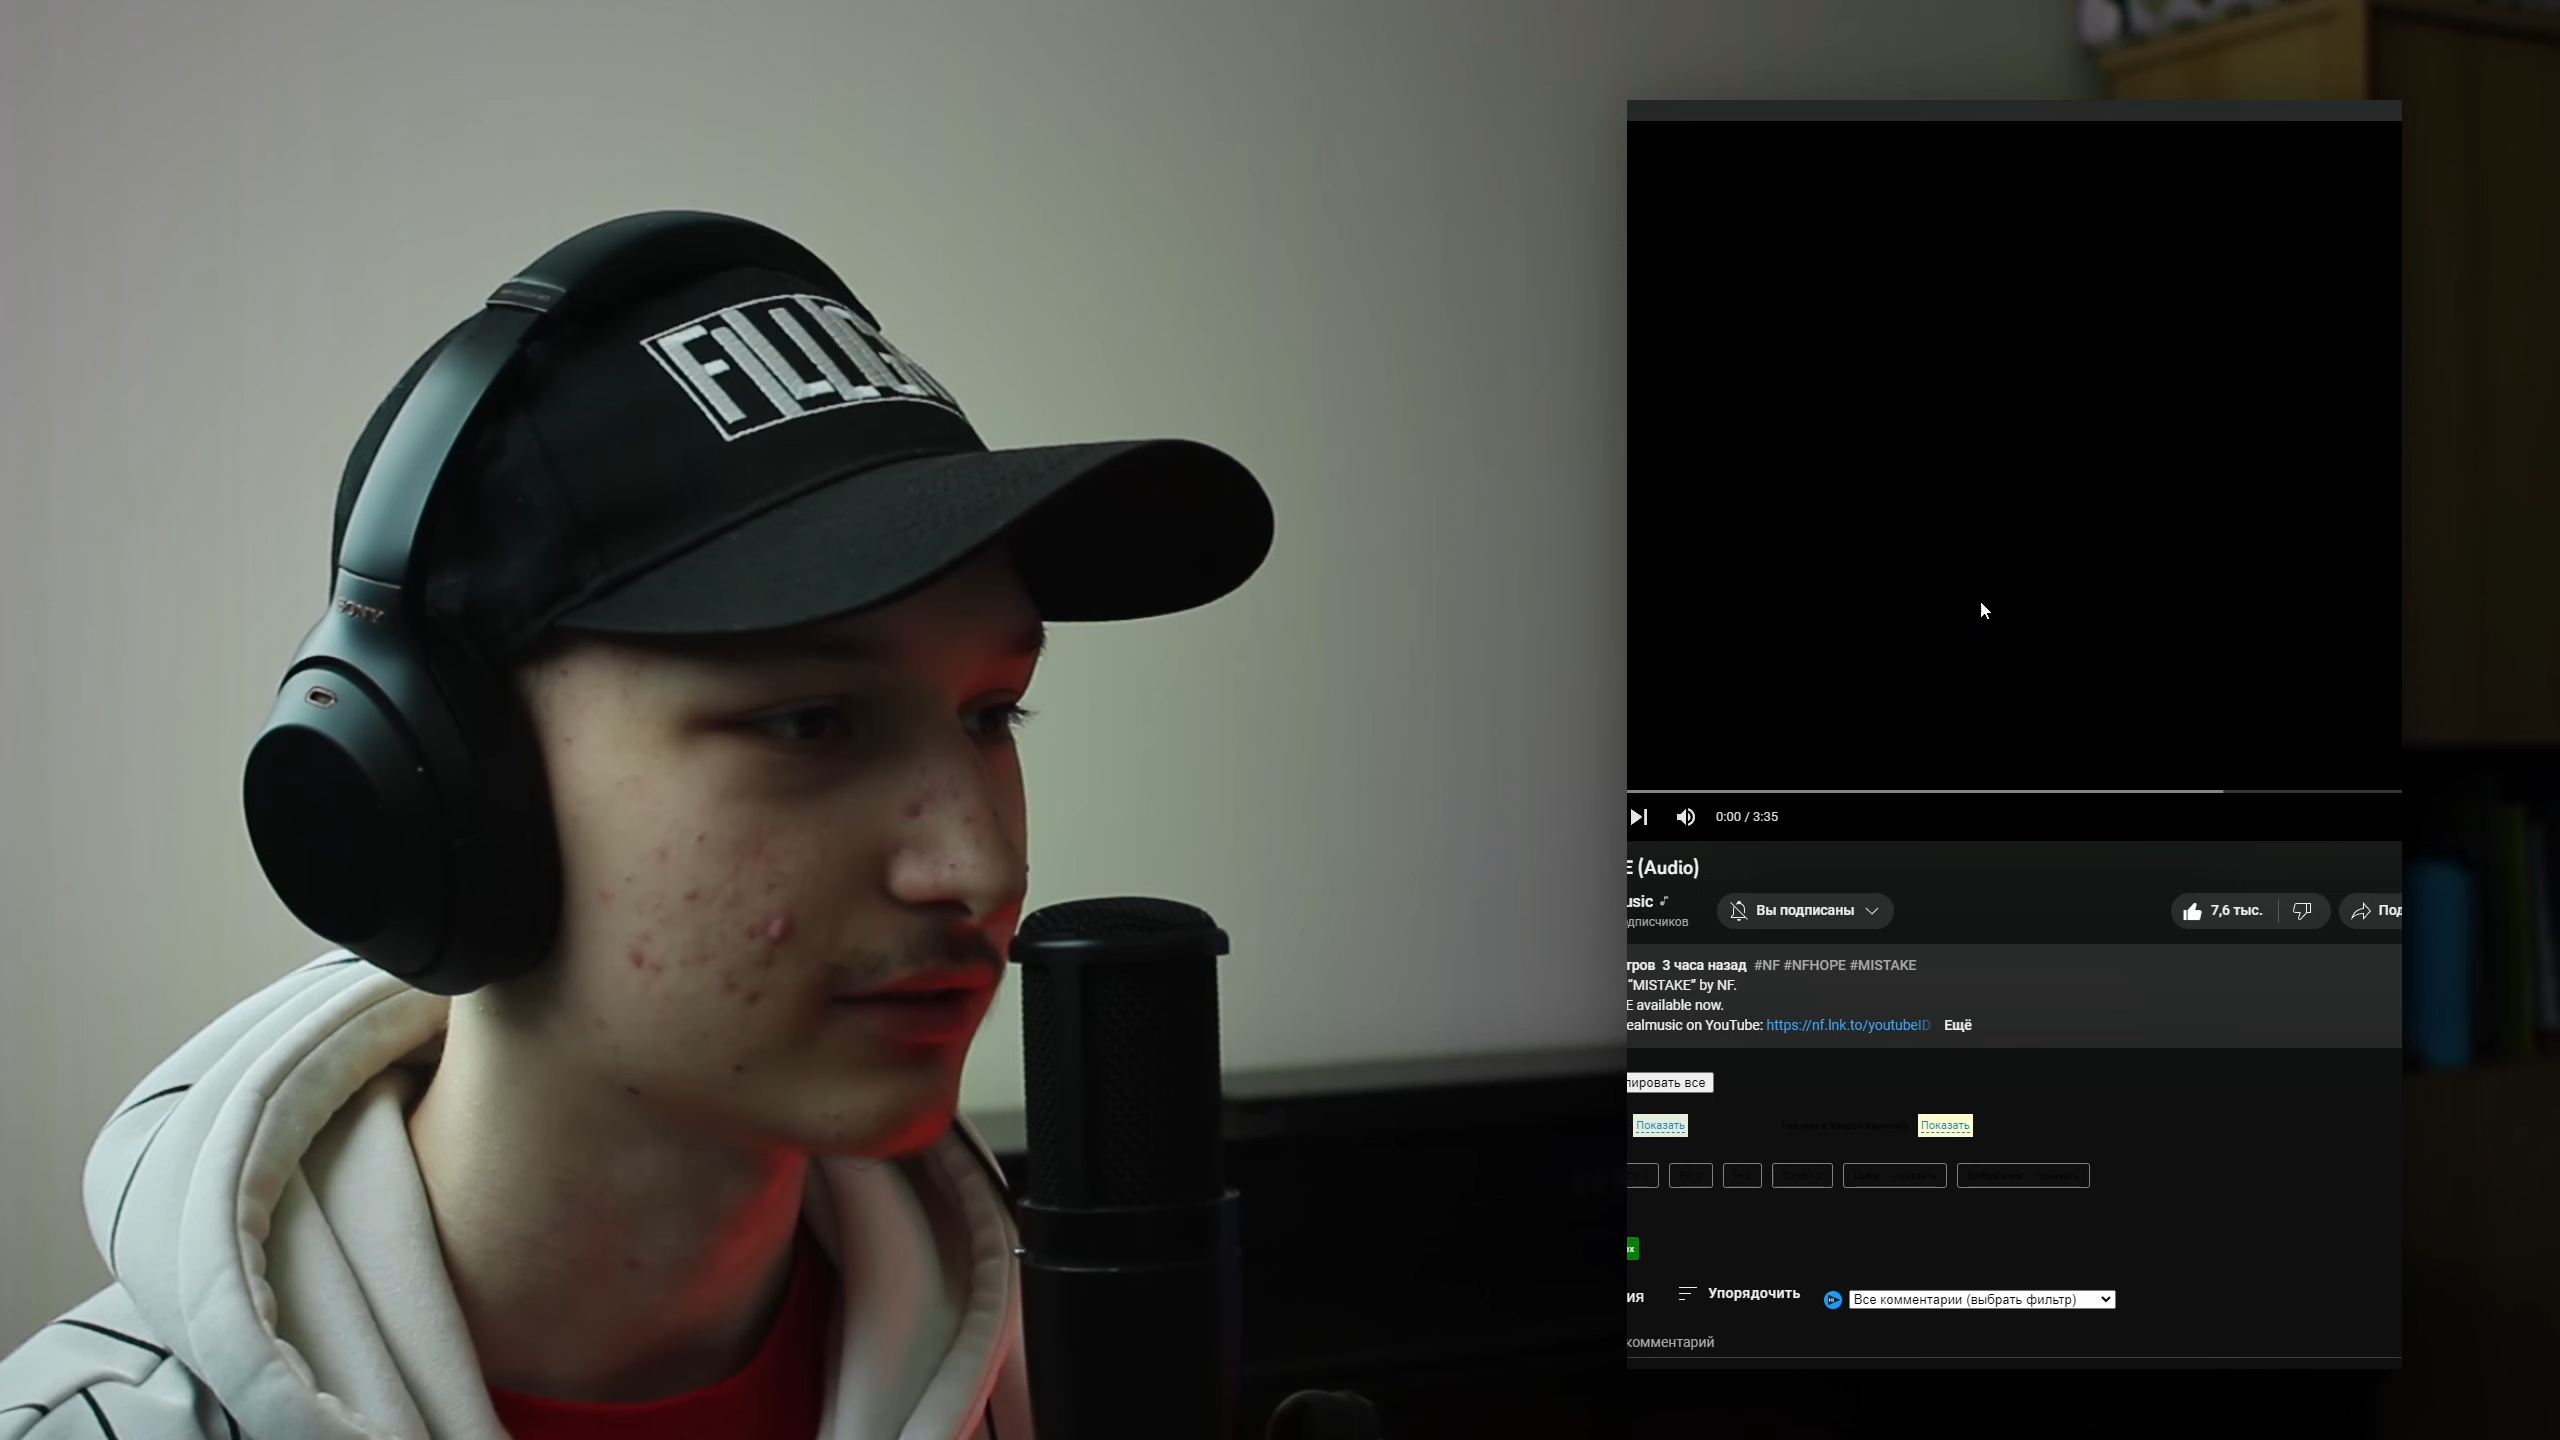 SONY
0:00 / 3:35
E (Audio)
usic
Вы подписаны
7,6 тыс.
Под
дписчиков
тров 3 часа назад #NF #NFHOPE #MISTAKE
"MISTAKE" by NF.
E available now.
ealmusic on YouTube: https://nf.lnk.to/youtubeID Ещё
пировать все
Показать
Показать
ия Упорядочить Все комментарии (выбрать фильтр)
комментарий